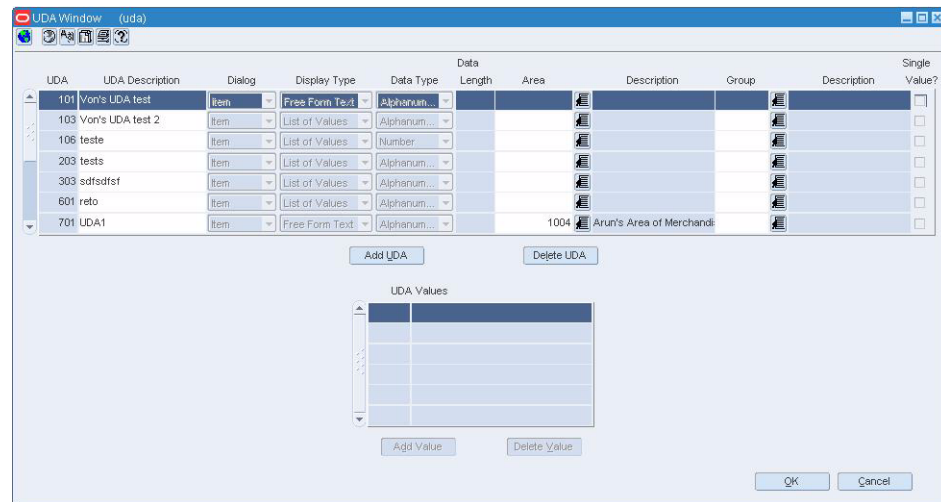 UDA Window (uda)
Data
Single
UDA UDA Description Dialog Display Type Data Type Length Area Description Group Description Value?
101 Von's UDA test Item Free Form Text Alphanum...
103 Von's UDA test 2 Item List of Values Alphanum...
106 teste Item List of Values Number
203 tests Item List of Values Alphanum...
303 sdfsdfsf Item List of Values Alphanum...
601 reto Item List of Values Alphanum...
701 UDA1 Item Free Form Text Alphanum... 1004 Arun's Area of Merchandi
Add UDA Delete UDA
UDA Values
Add Value Delete Value
OK Cancel